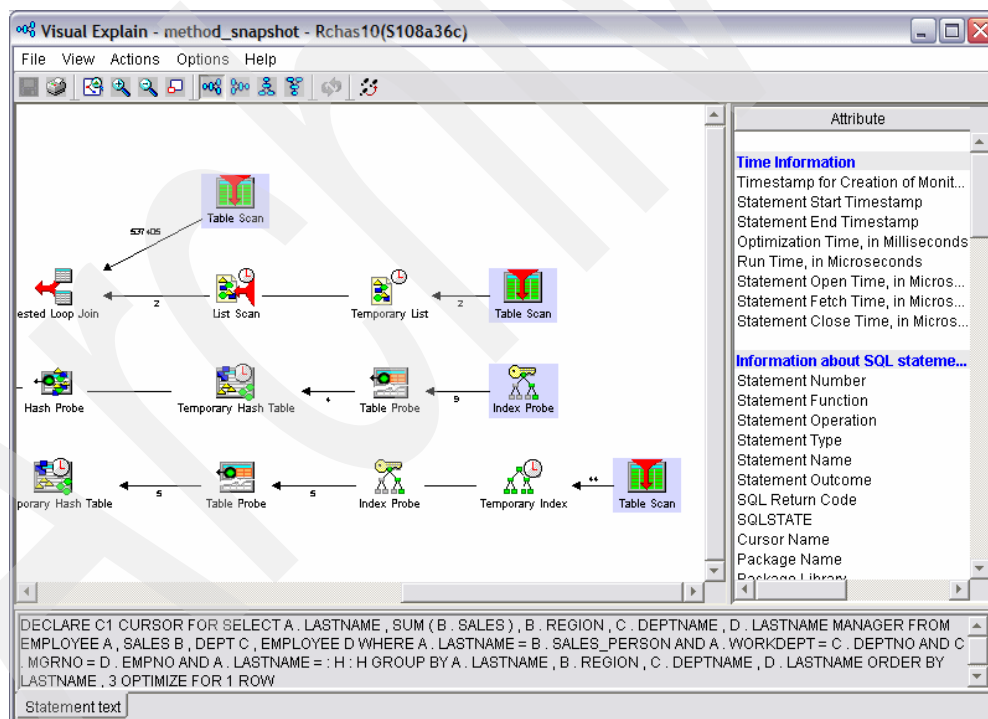 Visual Explain - method_snapshot - Rchas10(S108a36c)
File View Actions Options Help
Table Scan
537405
ested Loop Join
2
List Scan
Temporary List
2
Table Scan
Hash Probe
Temporary Hash Table
4
Table Probe
9
Index Probe
porary Hash Table
5
Table Probe
5
Index Probe
Temporary Index
44
Table Scan
Attribute
Time Information
Timestamp for Creation of Monit...
Statement Start Timestamp
Statement End Timestamp
Optimization Time, in Milliseconds
Run Time, in Microseconds
Statement Open Time, in Micros...
Statement Fetch Time, in Micros...
Statement Close Time, in Micros...
Information about SQL stateme...
Statement Number
Statement Function
Statement Operation
Statement Type
Statement Name
Statement Outcome
SQL Return Code
SQLSTATE
Cursor Name
Package Name
Package Library
DECLARE C1 CURSOR FOR SELECT A . LASTNAME , SUM ( B . SALES ) , B . REGION , C . DEPTNAME , D . LASTNAME MANAGER FROM
EMPLOYEE A , SALES B , DEPT C , EMPLOYEE D WHERE A . LASTNAME = B . SALES_PERSON AND A . WORKDEPT = C . DEPTNO AND C
. MGRNO = D . EMPNO AND A . LASTNAME = : H : H GROUP BY A . LASTNAME , B . REGION , C . DEPTNAME , D . LASTNAME ORDER BY
LASTNAME , 3 OPTIMIZE FOR 1 ROW
Statement text